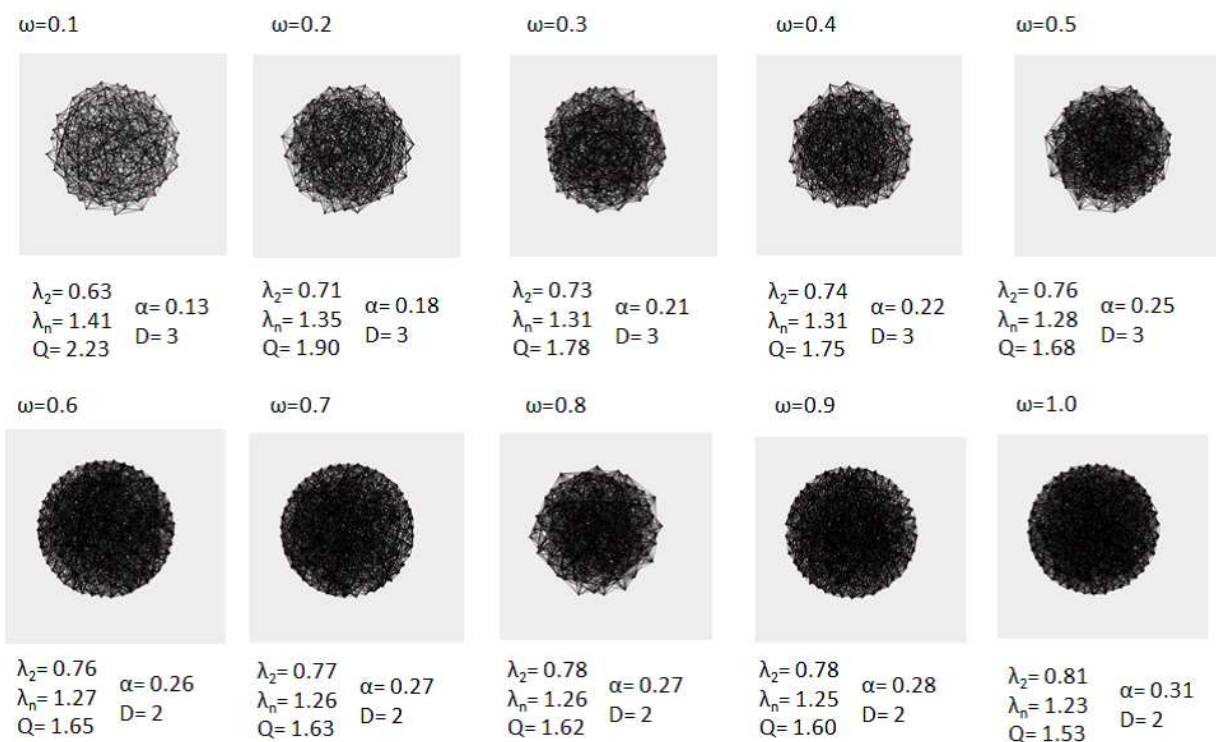 ω=0.1 ω=0.2 ω=0.3 ω=0.4 ω=0.5
λ₂= 0.63
λₙ= 1.41
Q= 2.23
α= 0.13
D= 3
λ₂= 0.71
λₙ= 1.35
Q= 1.90
α= 0.18
D= 3
λ₂= 0.73
λₙ= 1.31
Q= 1.78
α= 0.21
D= 3
λ₂= 0.74
λₙ= 1.31
Q= 1.75
α= 0.22
D= 3
λ₂= 0.76
λₙ= 1.28
Q= 1.68
α= 0.25
D= 3
ω=0.6 ω=0.7 ω=0.8 ω=0.9 ω=1.0
λ₂= 0.76
λₙ= 1.27
Q= 1.65
α= 0.26
D= 2
λ₂= 0.77
λₙ= 1.26
Q= 1.63
α= 0.27
D= 2
λ₂= 0.78
λₙ= 1.26
Q= 1.62
α= 0.27
D= 2
λ₂= 0.78
λₙ= 1.25
Q= 1.60
α= 0.28
D= 2
λ₂= 0.81
λₙ= 1.23
Q= 1.53
α= 0.31
D= 2